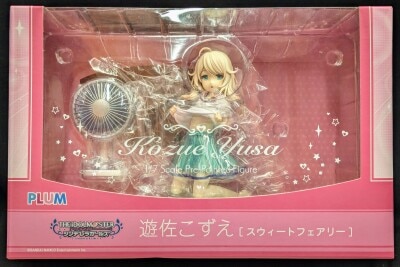 Kozue Yusa
1/7 Scale Pre-Painted Figure
PLUM
THE IDOLM@STER
シンデレラガールズ
遊佐こずえ [ スウィートフェアリー ]